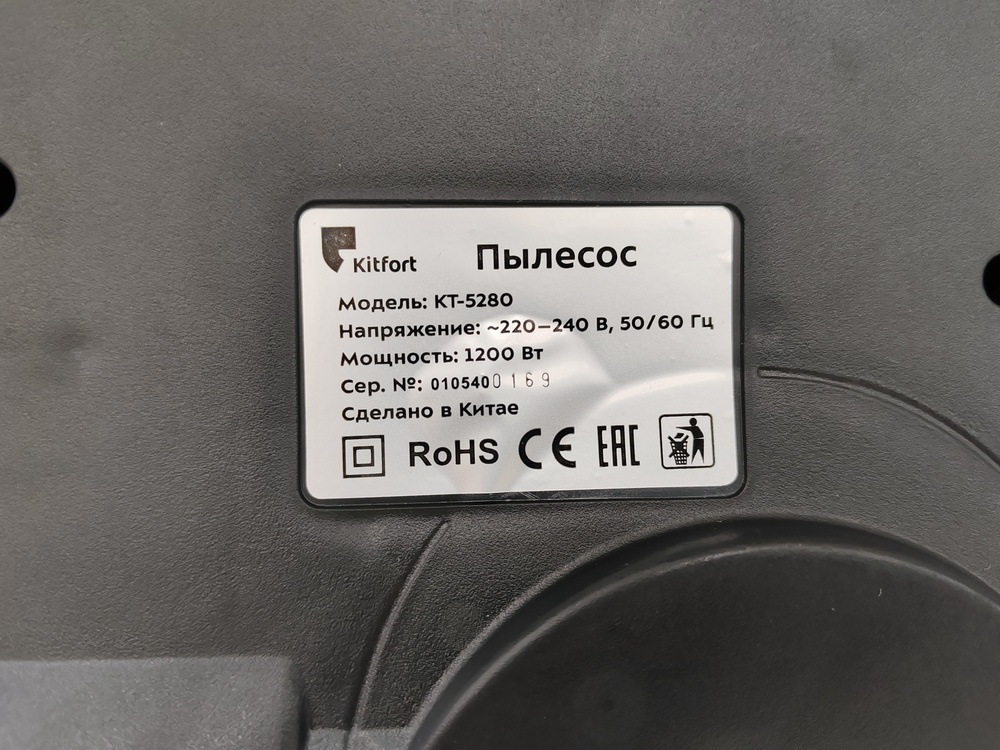 Kitfort Пылесос
Модель: КТ-5280
Напряжение: ~220–240 В, 50/60 Гц
Мощность: 1200 Вт
Сер. №: 0105400169
Сделано в Китае
RoHS CE EAC